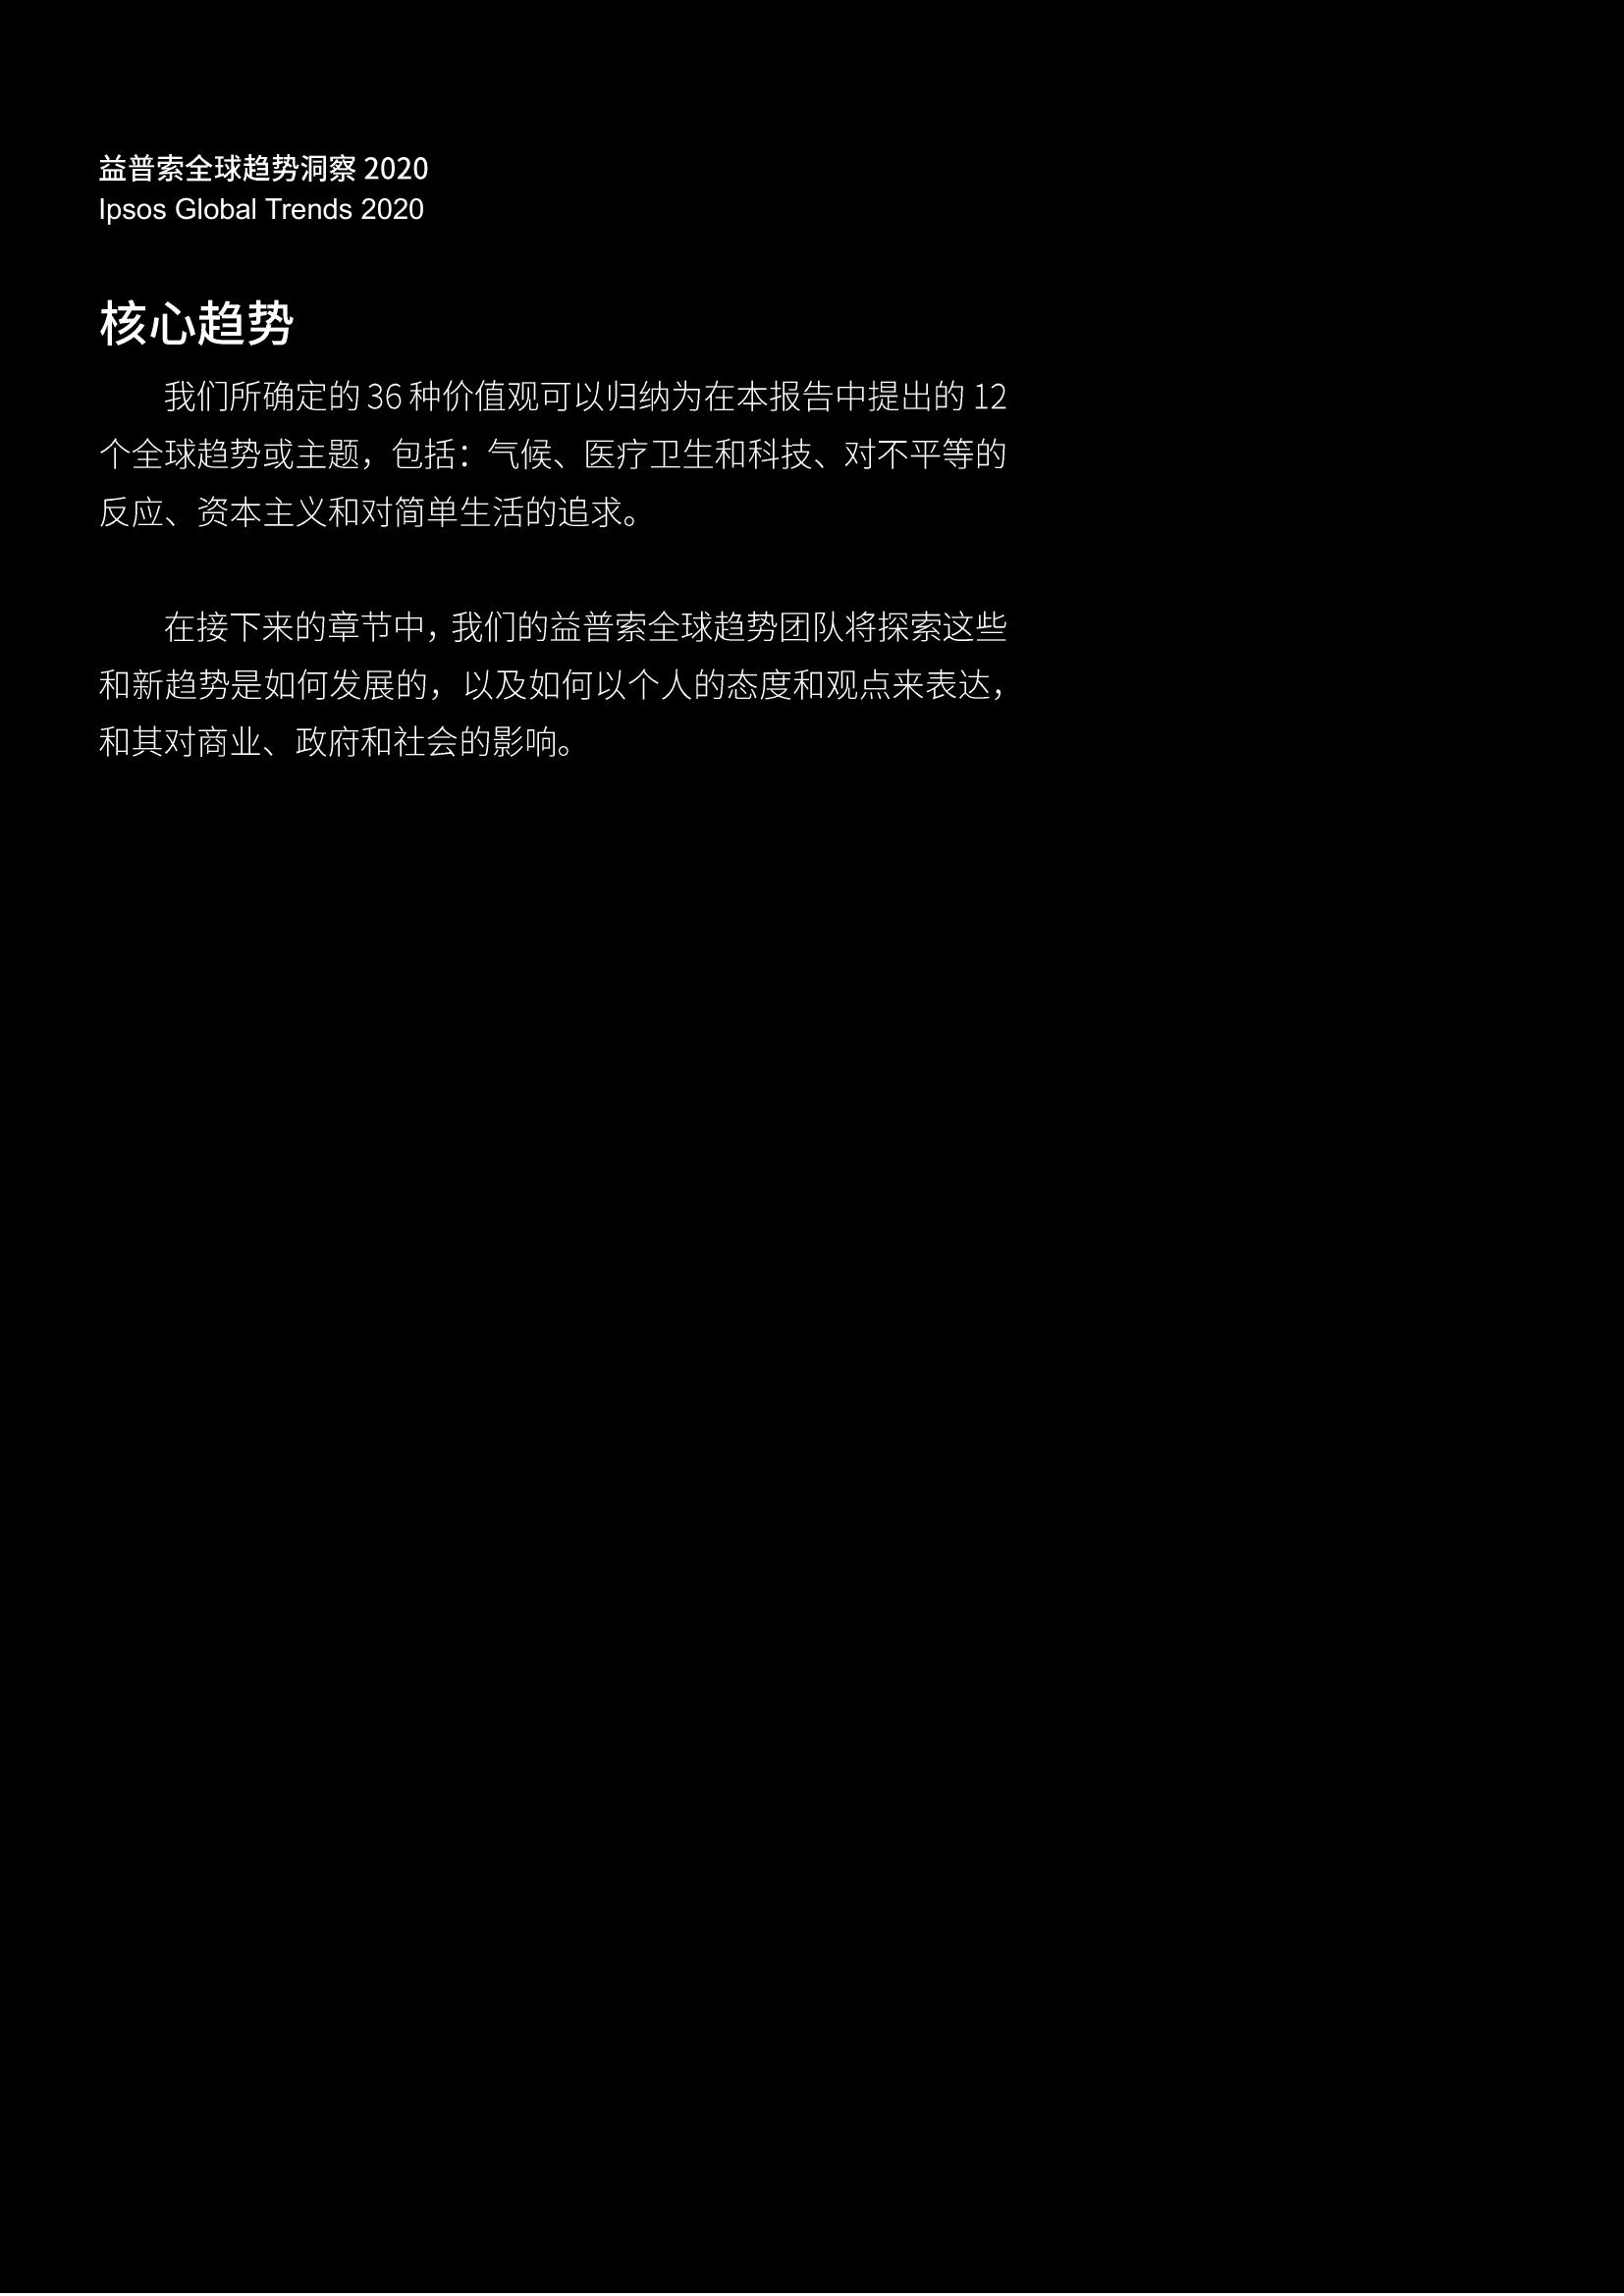 益普索全球趋势洞察 2020
Ipsos Global Trends 2020
核心趋势
我们所确定的 36 种价值观可以归纳为在本报告中提出的 12
个全球趋势或主题，包括：气候、医疗卫生和科技、对不平等的
反应、资本主义和对简单生活的追求。
在接下来的章节中，我们的益普索全球趋势团队将探索这些
和新趋势是如何发展的，以及如何以个人的态度和观点来表达，
和其对商业、政府和社会的影响。